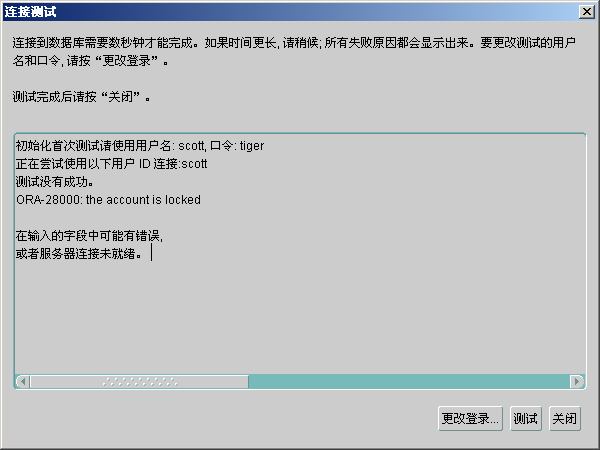 连接测试
连接到数据库需要数秒钟才能完成。如果时间更长, 请稍候; 所有失败原因都会显示出来。要更改测试的用户
名和口令, 请按“更改登录”。
测试完成后请按“关闭”。
初始化首次测试请使用用户名: scott, 口令: tiger
正在尝试使用以下用户 ID 连接:scott
测试没有成功。
ORA-28000: the account is locked
在输入的字段中可能有错误,
或者服务器连接未就绪。
更改登录... 测试 关闭